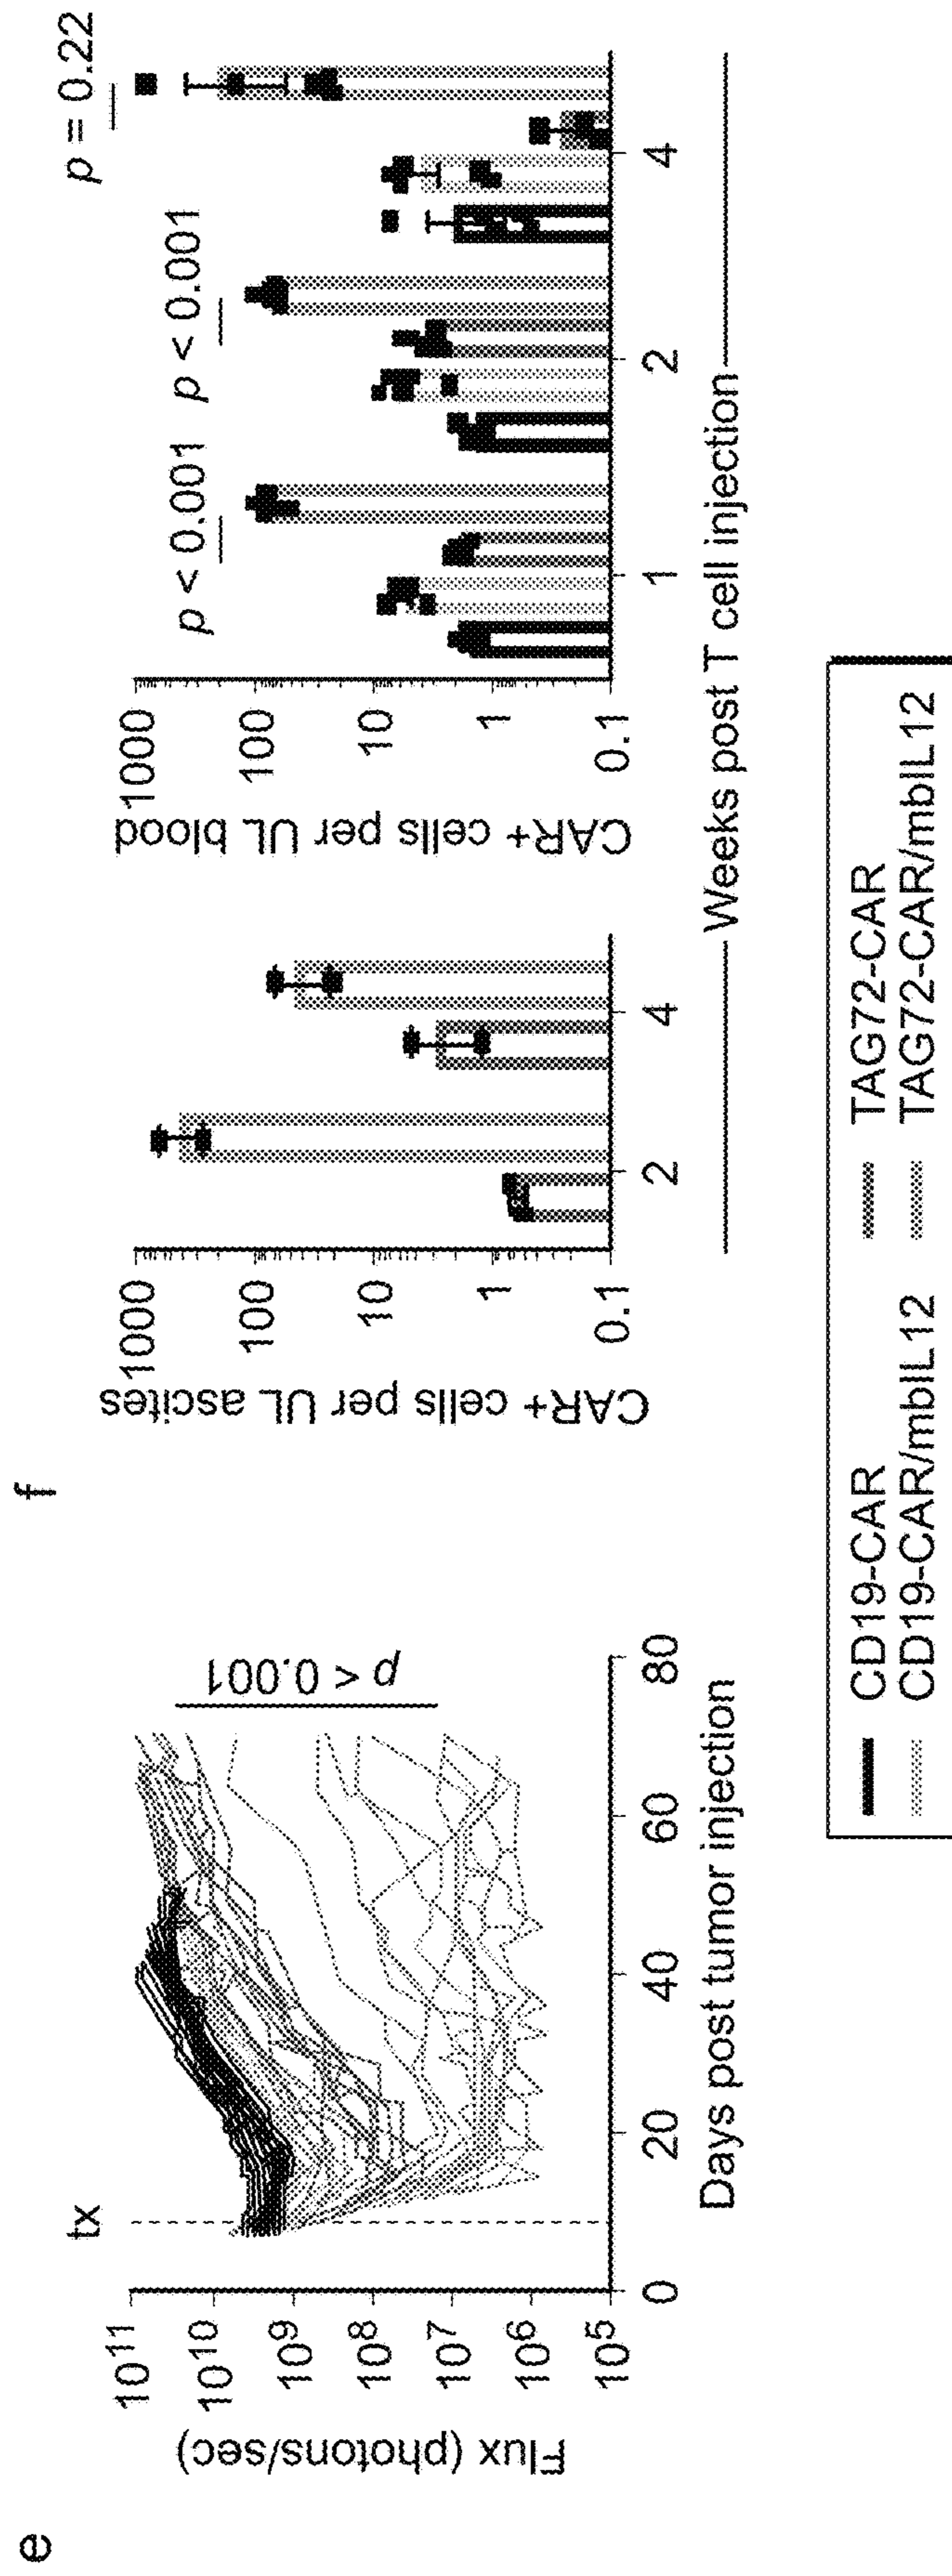 e
Flux (photons/sec)
10¹¹
10¹⁰
10⁹
10⁸
10⁷
10⁶
10⁵
tx
p < 0.001
0
20
40
60
80
Days post tumor injection
f
CAR+ cells per UL ascites
1000
100
10
1
0.1
2
4
CAR+ cells per UL blood
1000
100
10
1
0.1
p < 0.001
p < 0.001
p = 0.22
1
2
4
Weeks post T cell injection
CD19-CAR
TAG72-CAR
CD19-CAR/mbIL12
TAG72-CAR/mbIL12